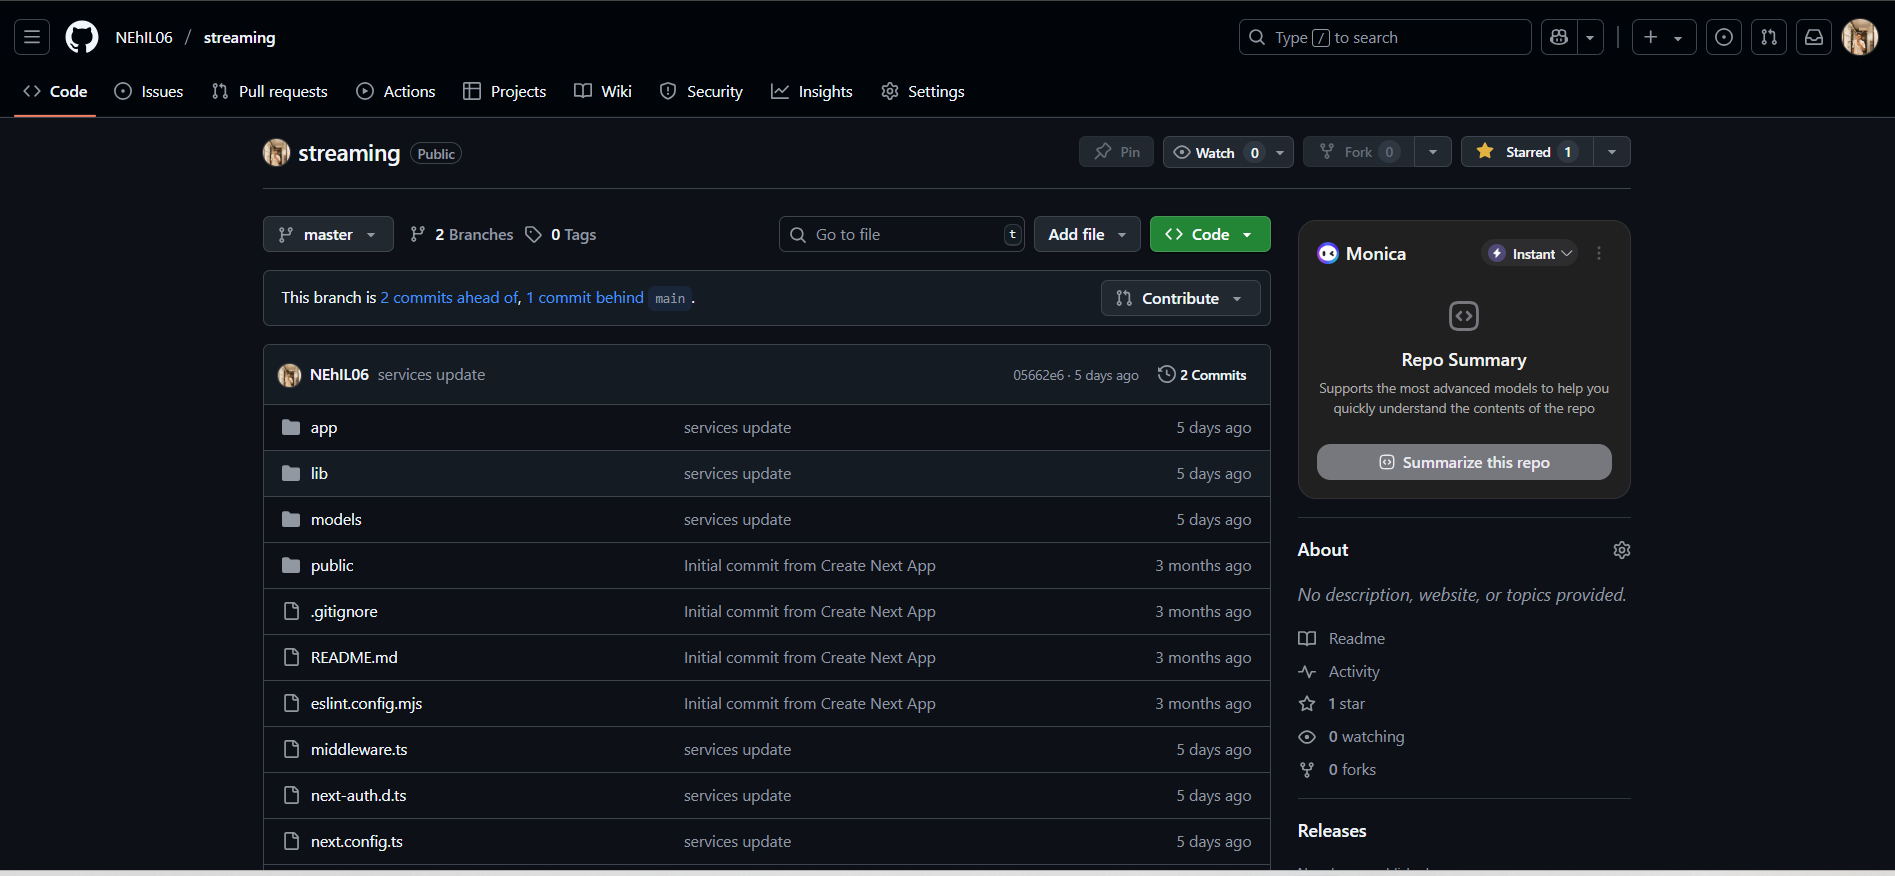 NEhIL06 / streaming
Type / to search
Code Issues Pull requests Actions Projects Wiki Security Insights Settings
streaming Public
Pin Watch 0 Fork 0 Starred 1
master 2 Branches 0 Tags Go to file t Add file Code
This branch is 2 commits ahead of, 1 commit behind main .
Contribute
NEhIL06 services update 05662e6 · 5 days ago 2 Commits
app services update 5 days ago
lib services update 5 days ago
models services update 5 days ago
public Initial commit from Create Next App 3 months ago
.gitignore Initial commit from Create Next App 3 months ago
README.md Initial commit from Create Next App 3 months ago
eslint.config.mjs Initial commit from Create Next App 3 months ago
middleware.ts services update 5 days ago
next-auth.d.ts services update 5 days ago
next.config.ts services update 5 days ago
Monica Instant
Repo Summary
Supports the most advanced models to help you
quickly understand the contents of the repo
Summarize this repo
About
No description, website, or topics provided.
Readme
Activity
1 star
0 watching
0 forks
Releases